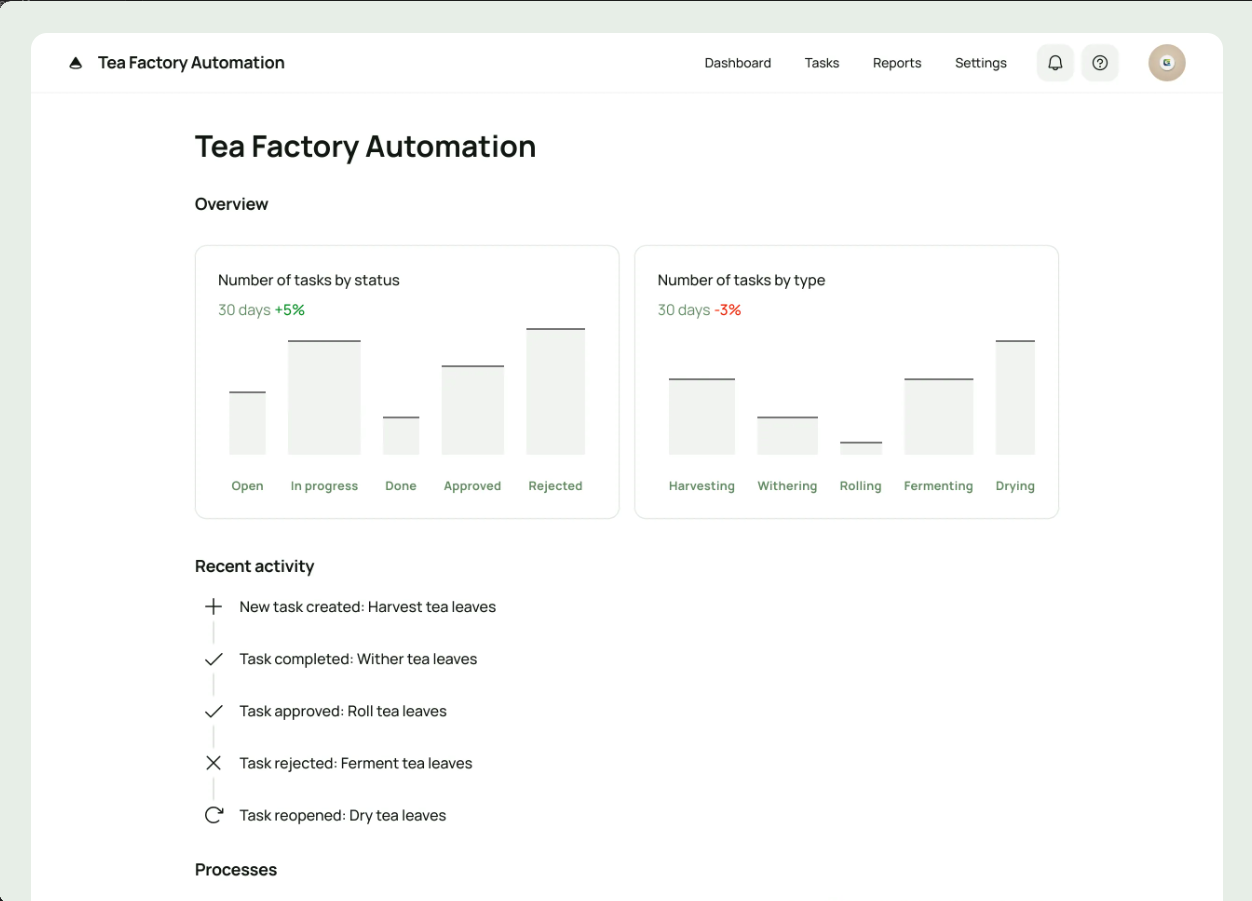 Tea Factory Automation
Dashboard
Tasks
Reports
Settings
Tea Factory Automation
Overview
Number of tasks by status
30 days +5%
Open
In progress
Done
Approved
Rejected
Number of tasks by type
30 days -3%
Harvesting
Withering
Rolling
Fermenting
Drying
Recent activity
New task created: Harvest tea leaves
Task completed: Wither tea leaves
Task approved: Roll tea leaves
Task rejected: Ferment tea leaves
Task reopened: Dry tea leaves
Processes